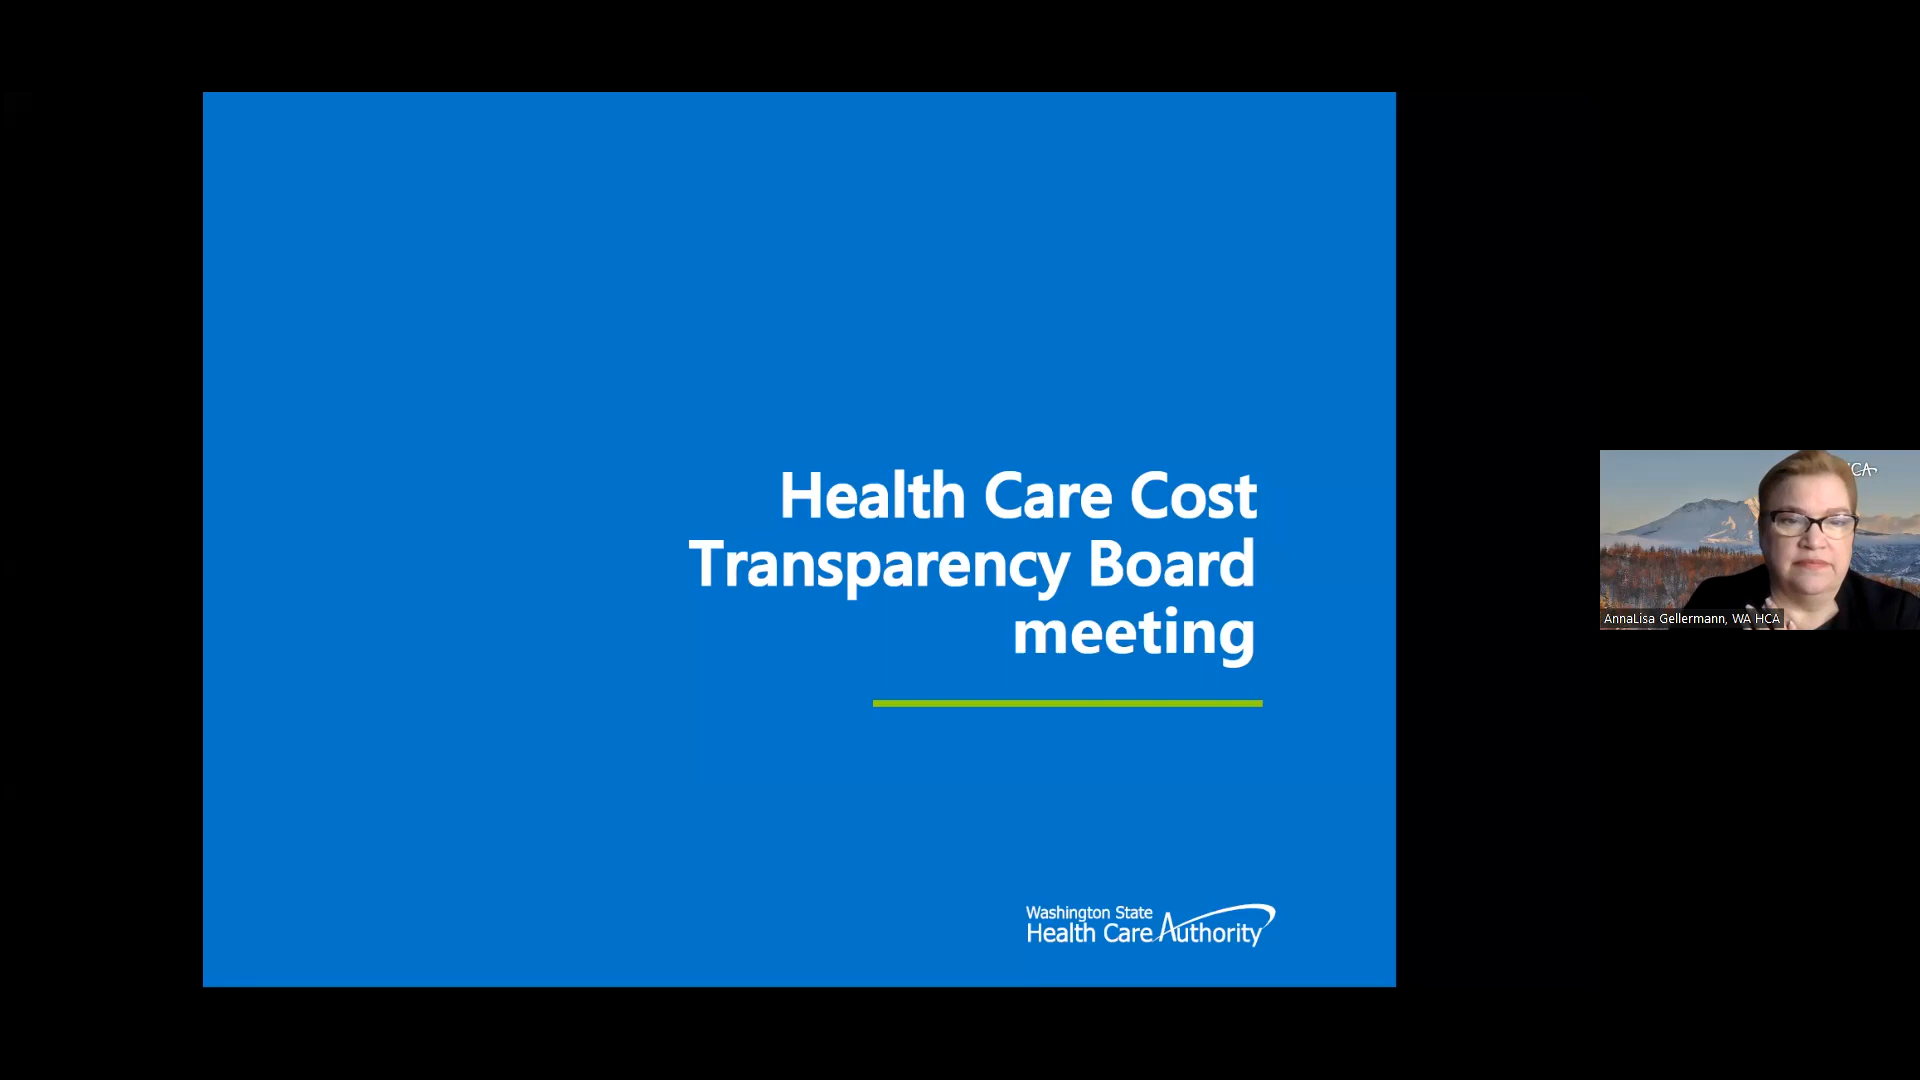 Health Care Cost
Transparency Board
meeting
Washington State
Health Care Authority
AnnaLisa Gellermann, WA HCA